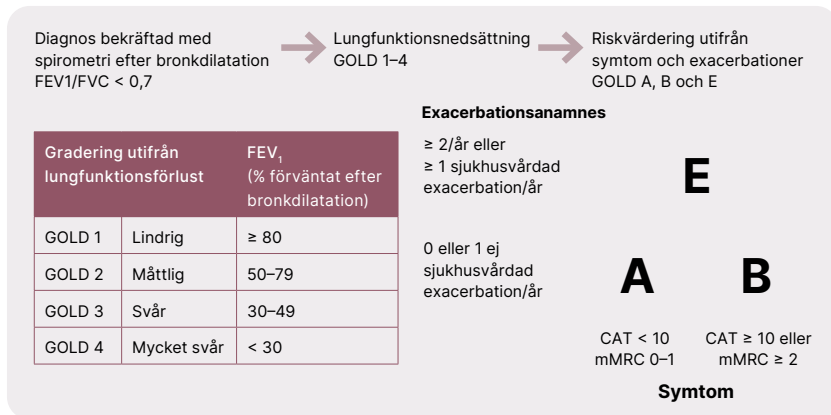 Diagnos bekräftad med
spirometri efter bronkdilatation
FEV1/FVC < 0,7
Lungfunktionsnedsättning
GOLD 1–4
Riskvärdering utifrån
symtom och exacerbationer
GOLD A, B och E
Gradering utifrån
lungfunktionsförlust
FEV₁
(% förväntat efter
bronkdilatation)
GOLD 1 Lindrig ≥ 80
GOLD 2 Måttlig 50–79
GOLD 3 Svår 30–49
GOLD 4 Mycket svår < 30
Exacerbationsanamnes
≥ 2/år eller
≥ 1 sjukhusvårdad
exacerbation/år
E
0 eller 1 ej
sjukhusvårdad
exacerbation/år
A B
CAT < 10
mMRC 0–1
CAT ≥ 10 eller
mMRC ≥ 2
Symtom